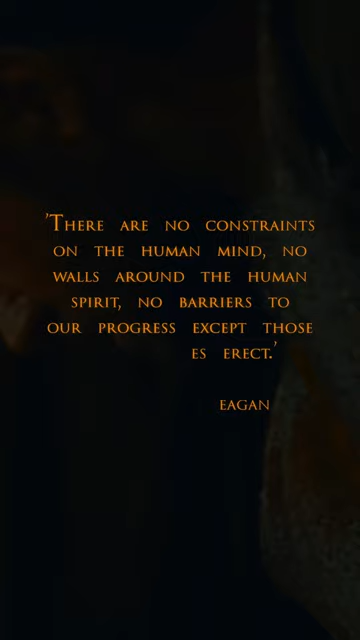 'There are no constraints
on the human mind, no
walls around the human
spirit, no barriers to
our progress except those
es erect.'
eagan